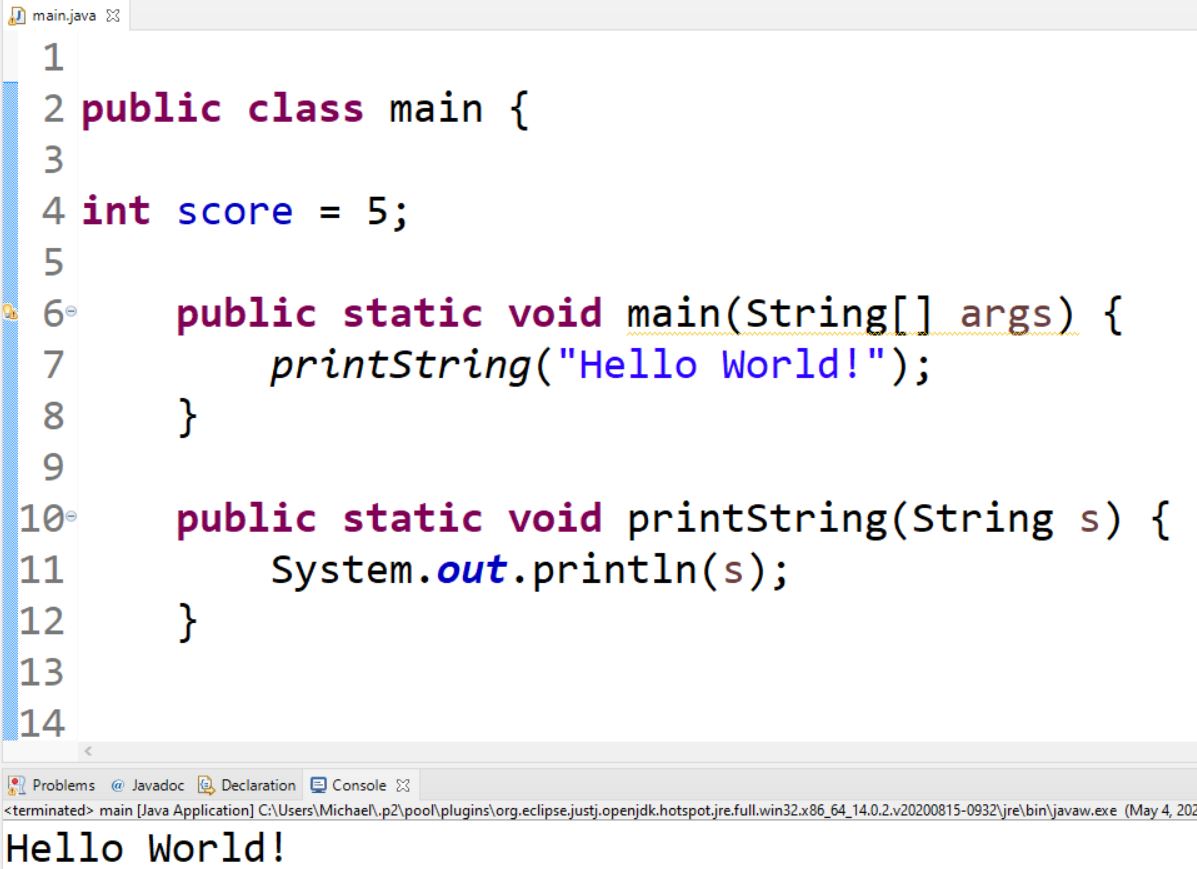 main.java
1
2 public class main {
3
4 int score = 5;
5
6 public static void main(String[] args) {
7 printString("Hello World!");
8 }
9
10 public static void printString(String s) {
11 System.out.println(s);
12 }
13
14
Problems @ Javadoc Declaration Console
<terminated> main [Java Application] C:\Users\Michael\.p2\pool\plugins\org.eclipse.justj.openjdk.hotspot.jre.full.win32.x86_64_14.0.2.v20200815-0932\jre\bin\javaw.exe (May 4, 202
Hello World!